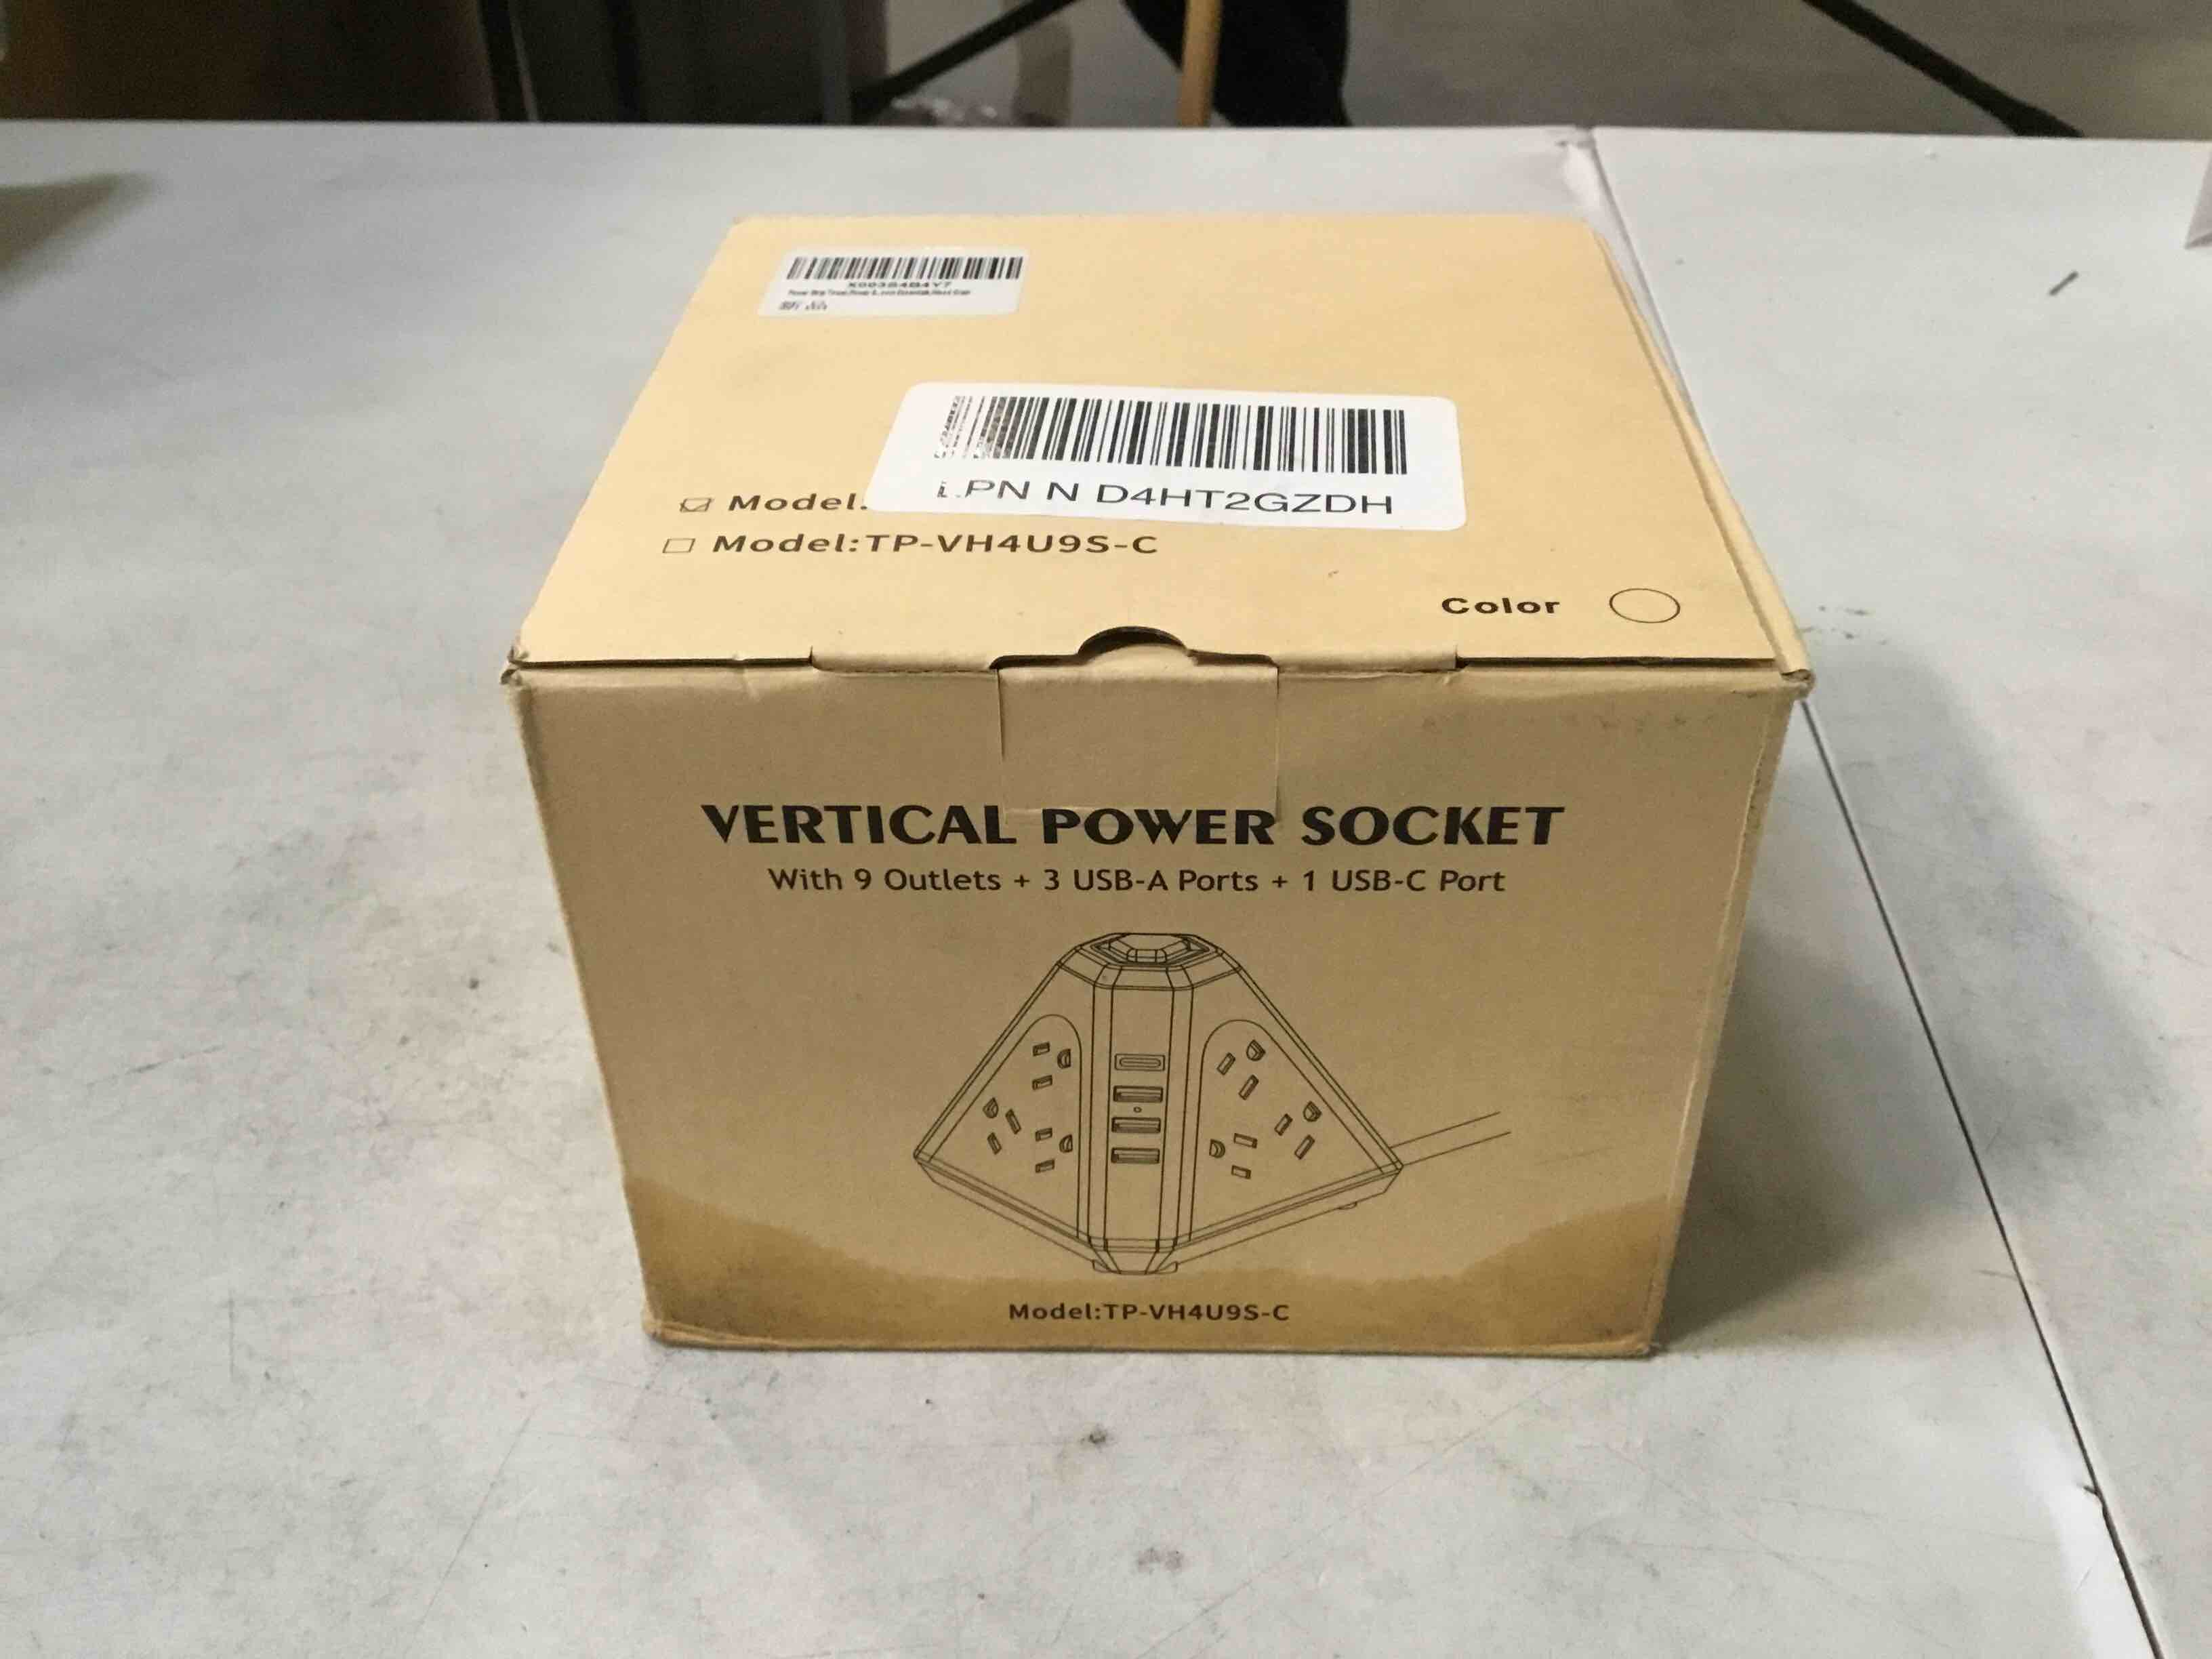 X003S4B4Y7
LPN N D4HT2GZDH
Model:
Model:TP-VH4U9S-C
Color
VERTICAL POWER SOCKET
With 9 Outlets + 3 USB-A Ports + 1 USB-C Port
Model:TP-VH4U9S-C